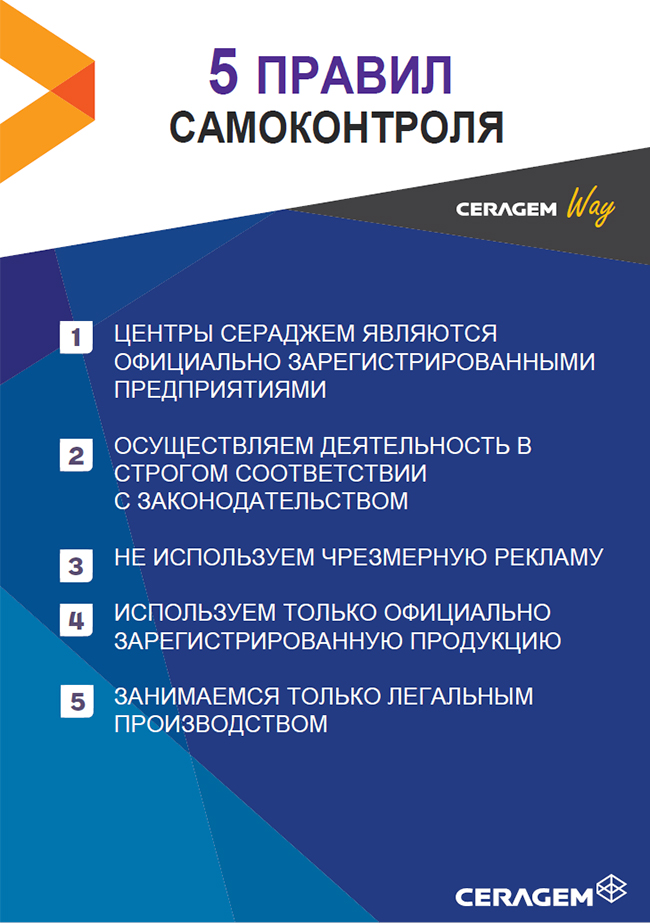 5 ПРАВИЛ
САМОКОНТРОЛЯ
CERAGEM Way
1 ЦЕНТРЫ СЕРАДЖЕМ ЯВЛЯЮТСЯ
ОФИЦИАЛЬНО ЗАРЕГИСТРИРОВАННЫМИ
ПРЕДПРИЯТИЯМИ
2 ОСУЩЕСТВЛЯЕМ ДЕЯТЕЛЬНОСТЬ В
СТРОГОМ СООТВЕТСТВИИ
С ЗАКОНОДАТЕЛЬСТВОМ
3 НЕ ИСПОЛЬЗУЕМ ЧРЕЗМЕРНУЮ РЕКЛАМУ
4 ИСПОЛЬЗУЕМ ТОЛЬКО ОФИЦИАЛЬНО
ЗАРЕГИСТРИРОВАННУЮ ПРОДУКЦИЮ
5 ЗАНИМАЕМСЯ ТОЛЬКО ЛЕГАЛЬНЫМ
ПРОИЗВОДСТВОМ
CERAGEM